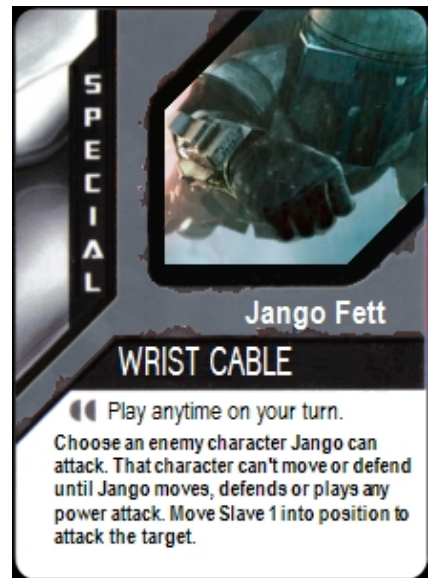 SPECIAL
Jango Fett
WRIST CABLE
Play anytime on your turn.
Choose an enemy character Jango can
attack. That character can't move or defend
until Jango moves, defends or plays any
power attack. Move Slave 1 into position to
attack the target.